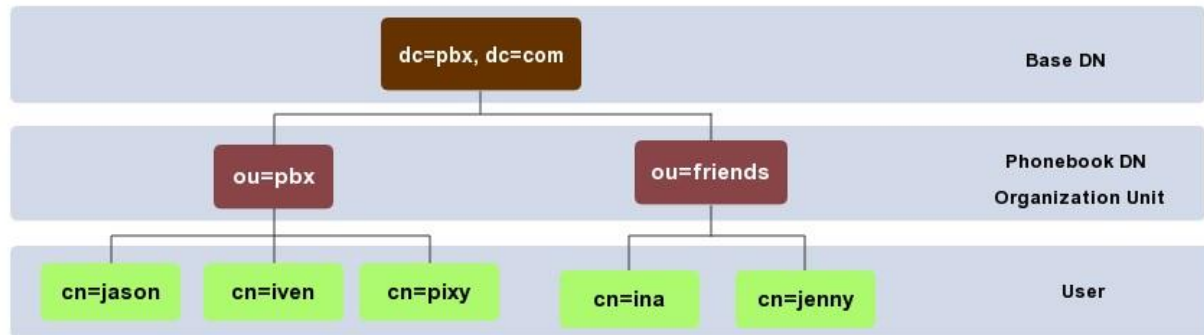 dc=pbx, dc=com
Base DN
ou=pbx
ou=friends
Phonebook DN
Organization Unit
cn=jason
cn=iven
cn=pixy
cn=ina
cn=jenny
User